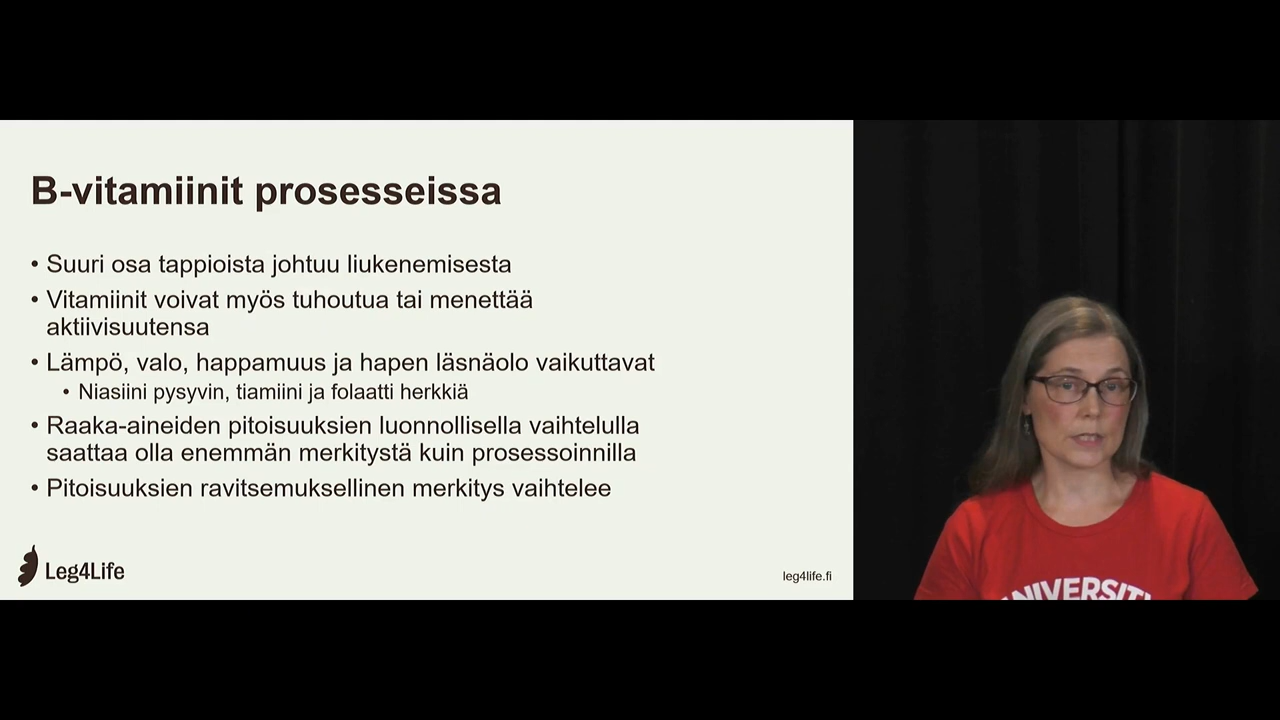 B-vitamiinit prosesseissa
• Suuri osa tappioista johtuu liukenemisesta
• Vitamiinit voivat myös tuhoutua tai menettää
aktiivisuutensa
• Lämpö, valo, happamuus ja hapen läsnäolo vaikuttavat
• Niasiini pysyvin, tiamiini ja folaatti herkkiä
• Raaka-aineiden pitoisuuksien luonnollisella vaihtelulla
saattaa olla enemmän merkitystä kuin prosessoinnilla
• Pitoisuuksien ravitsemuksellinen merkitys vaihtelee
Leg4Life
leg4life.fi